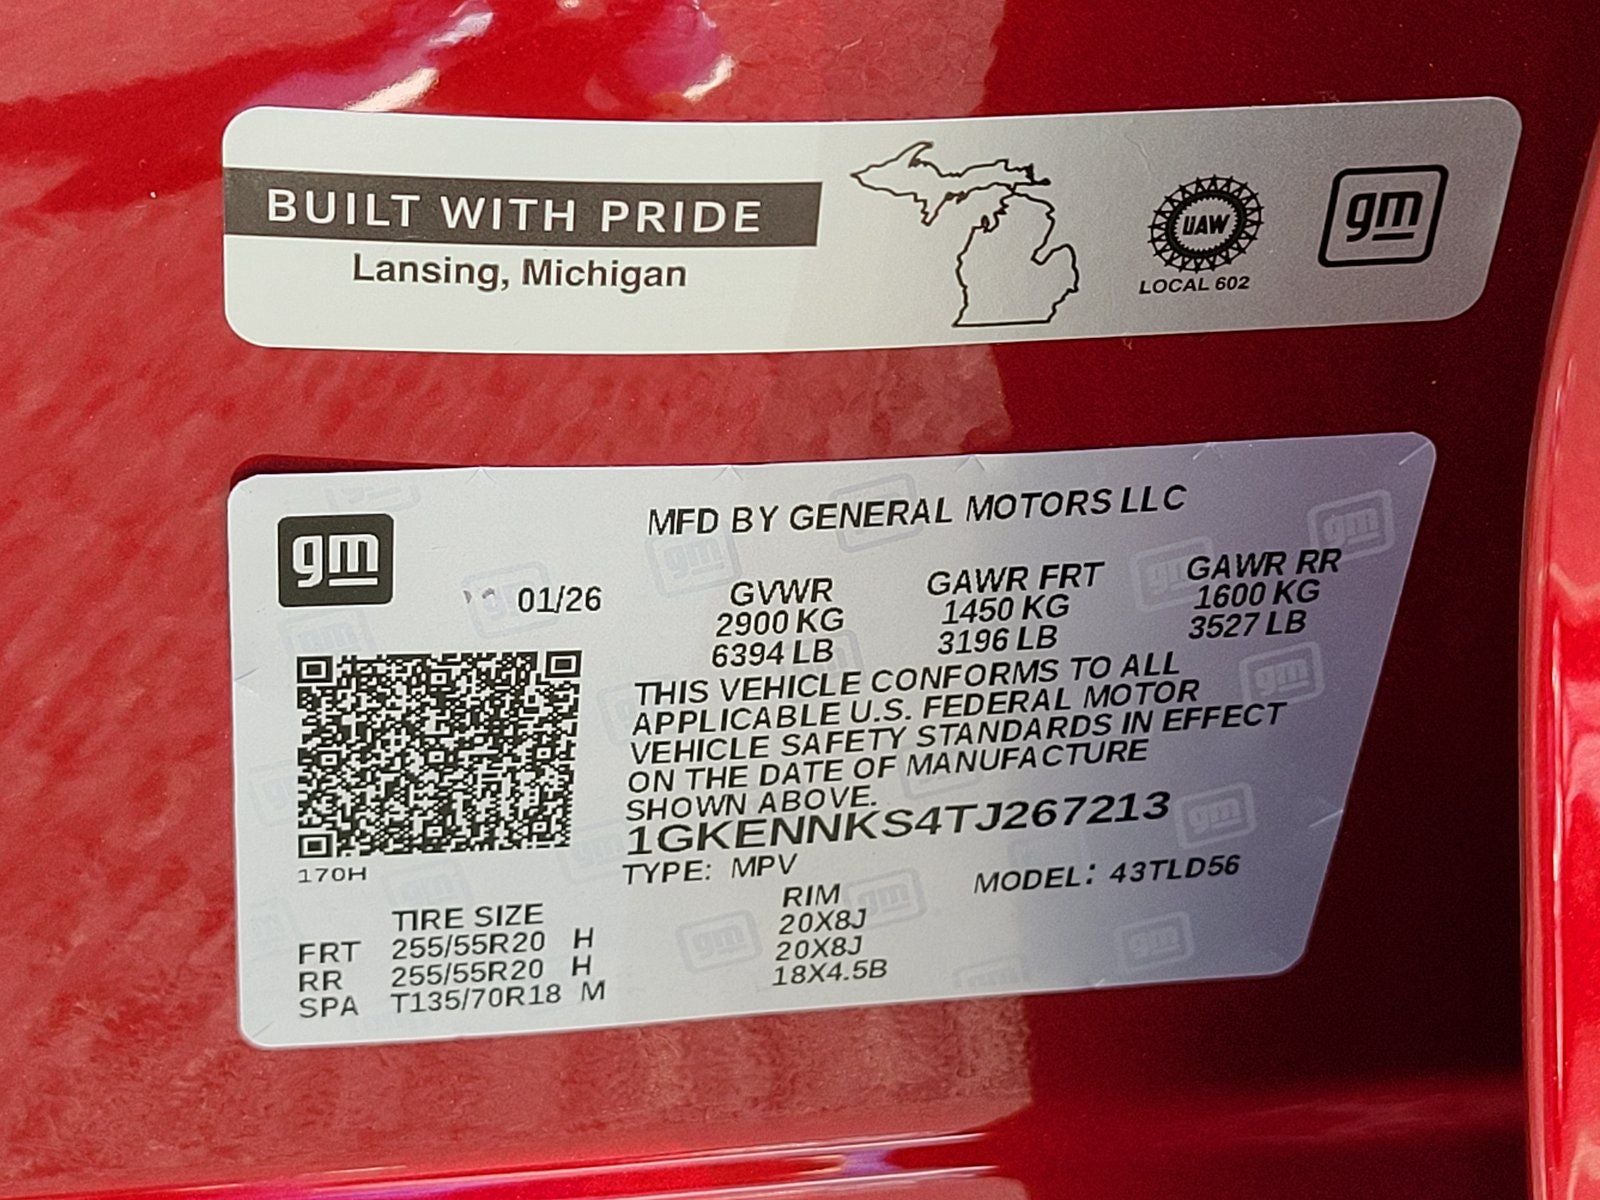 BUILT WITH PRIDE
Lansing, Michigan
UAW
LOCAL 602
gm
gm
MFD BY GENERAL MOTORS LLC
01/26
GVWR GAWR FRT GAWR RR
2900 KG 1450 KG 1600 KG
6394 LB 3196 LB 3527 LB
THIS VEHICLE CONFORMS TO ALL
APPLICABLE U.S. FEDERAL MOTOR
VEHICLE SAFETY STANDARDS IN EFFECT
ON THE DATE OF MANUFACTURE
SHOWN ABOVE.
1GKENNKS4TJ267213
170H
TYPE: MPV MODEL: 43TLD56
TIRE SIZE RIM
FRT 255/55R20 H 20X8J
RR 255/55R20 H 20X8J
SPA T135/70R18 M 18X4.5B